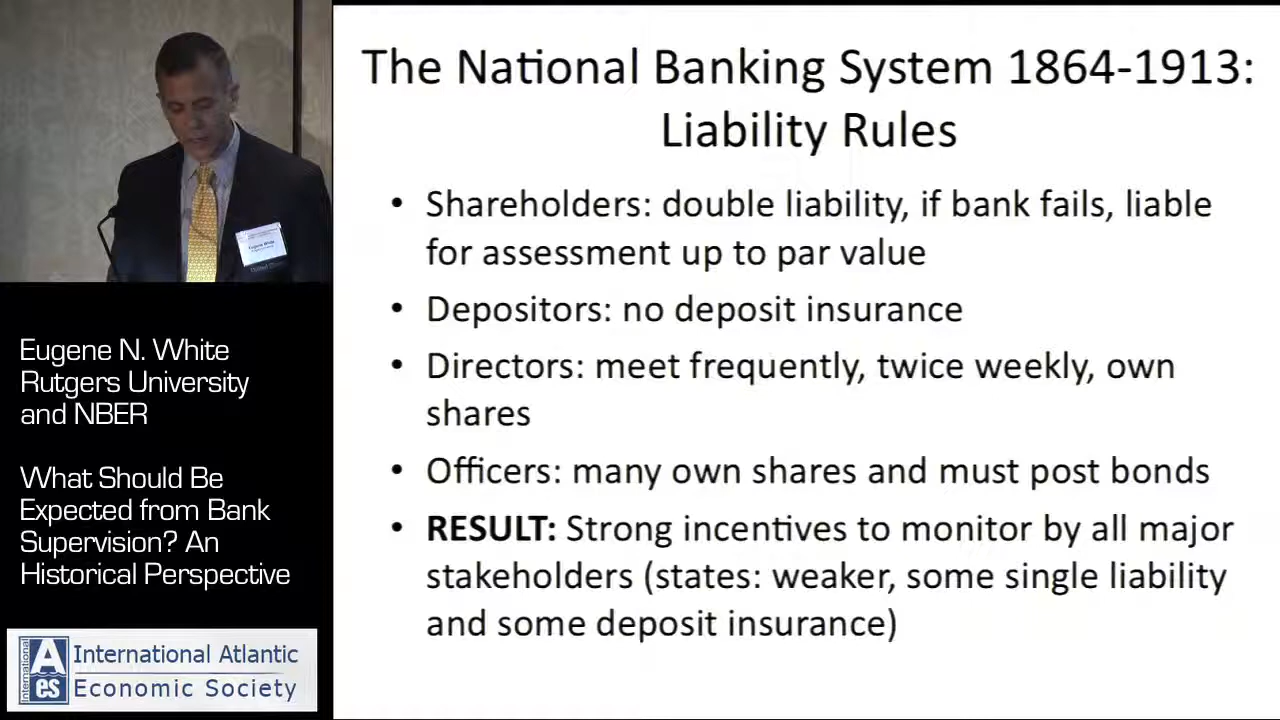 The National Banking System 1864-1913:
Liability Rules
• Shareholders: double liability, if bank fails, liable
for assessment up to par value
• Depositors: no deposit insurance
• Directors: meet frequently, twice weekly, own
shares
• Officers: many own shares and must post bonds
• RESULT: Strong incentives to monitor by all major
stakeholders (states: weaker, some single liability
and some deposit insurance)
Eugene White
Eugene N. White
Rutgers University
and NBER
What Should Be
Expected from Bank
Supervision? An
Historical Perspective
International
A
es
International Atlantic
Economic Society